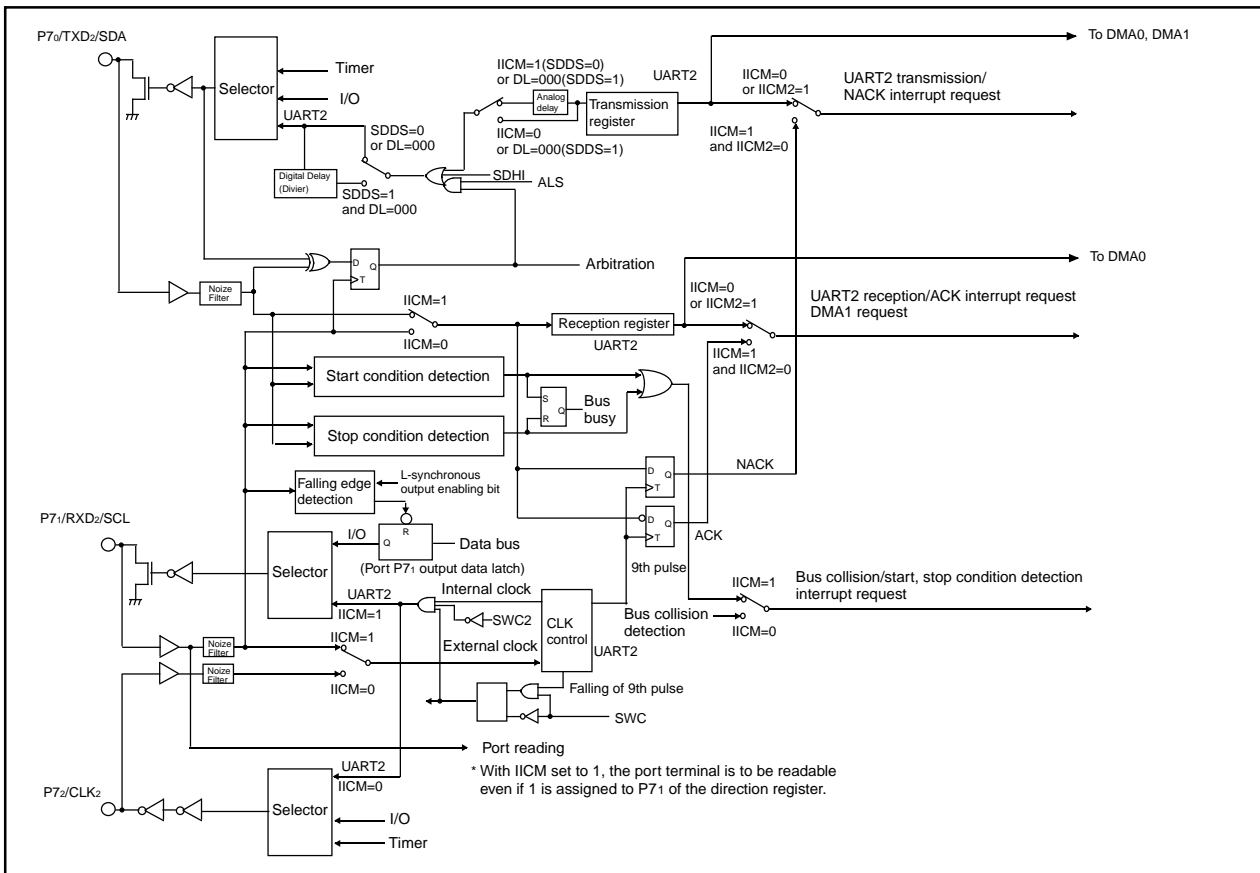 P70/TXD2/SDA
Selector
Timer
I/O
UART2
Digital Delay
(Divier)
SDDS=0
or DL=000
SDDS=1
and DL=000
IICM=1(SDDS=0)
or DL=000(SDDS=1)
Analog
delay
IICM=0
or DL=000(SDDS=1)
SDHI
ALS
UART2
Transmission
register
To DMA0, DMA1
IICM=0
or IICM2=1
IICM=1
and IICM2=0
UART2 transmission/
NACK interrupt request
Noize
Filter
D
Q
T
Arbitration
IICM=1
IICM=0
Reception register
UART2
To DMA0
IICM=0
or IICM2=1
IICM=1
and IICM2=0
UART2 reception/ACK interrupt request
DMA1 request
Start condition detection
Stop condition detection
S
R
Q
Bus
busy
D
Q
T
NACK
D
Q
T
ACK
9th pulse
Falling edge
detection
L-synchronous
output enabling bit
P71/RXD2/SCL
Selector
I/O
Q
R
Data bus
(Port P71 output data latch)
UART2
IICM=1
Internal clock
SWC2
External clock
CLK
control
UART2
Bus collision
detection
IICM=1
IICM=0
Bus collision/start, stop condition detection
interrupt request
Noize
Filter
Noize
Filter
IICM=1
IICM=0
Falling of 9th pulse
SWC
Port reading
* With IICM set to 1, the port terminal is to be readable
even if 1 is assigned to P71 of the direction register.
P72/CLK2
Selector
UART2
IICM=0
I/O
Timer